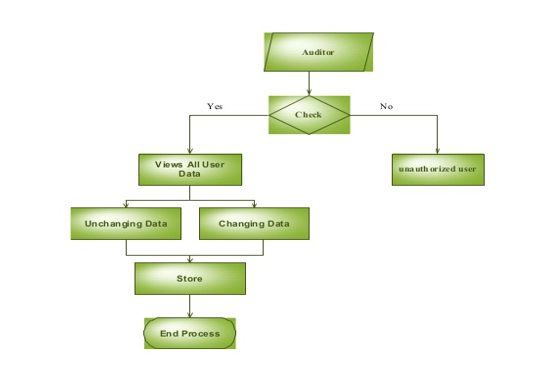 Auditor
Yes
Check
No
Views All User
Data
unauthorized user
Unchanging Data
Changing Data
Store
End Process